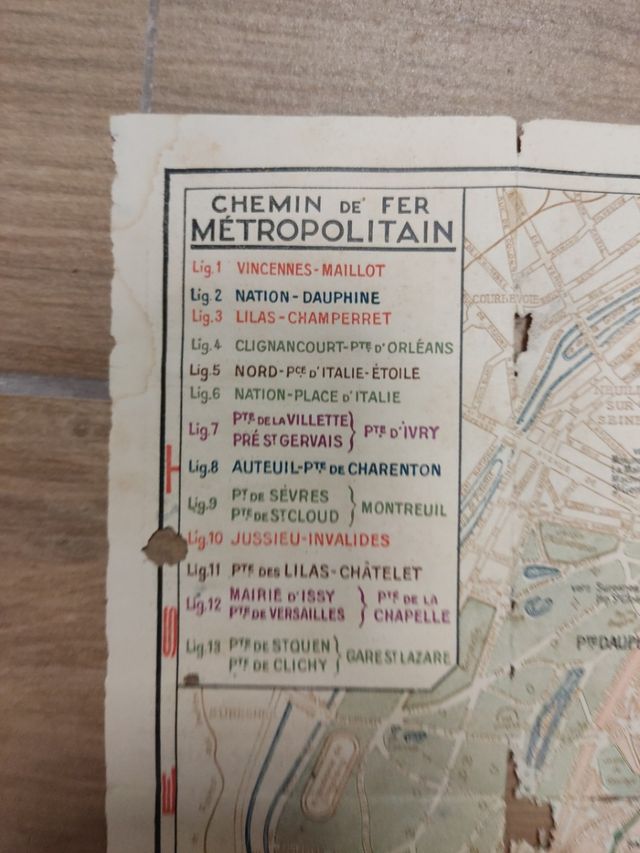 CHEMIN DE FER
MÉTROPOLITAIN
Lig.1 VINCENNES-MAILLOT
Lig.2 NATION-DAUPHINE
Lig.3 LILAS-CHAMPERRET
Lig.4 CLIGNANCOURT-PTE D'ORLÉANS
Lig.5 NORD-PCE D'ITALIE-ÉTOILE
Lig.6 NATION-PLACE D'ITALIE
Lig.7 PTE DE LA VILLETTE
PRÉ ST GERVAIS } PTE D'IVRY
Lig.8 AUTEUIL-PTE DE CHARENTON
Lig.9 PT DE SÈVRES
PTE DE ST CLOUD } MONTREUIL
Lig.10 JUSSIEU-INVALIDES
Lig.11 PTE DES LILAS-CHÂTELET
Lig.12 MAIRIE D'ISSY
PTE DE VERSAILLES } PTE DE LA CHAPELLE
Lig.13 PTE DE ST OUEN
PTE DE CLICHY } GARE ST LAZARE
COURBEVOIE
NEUILLY
SUR
SEINE
vers Suresnes
PTE DAUPH
SURESNES
T
S
E